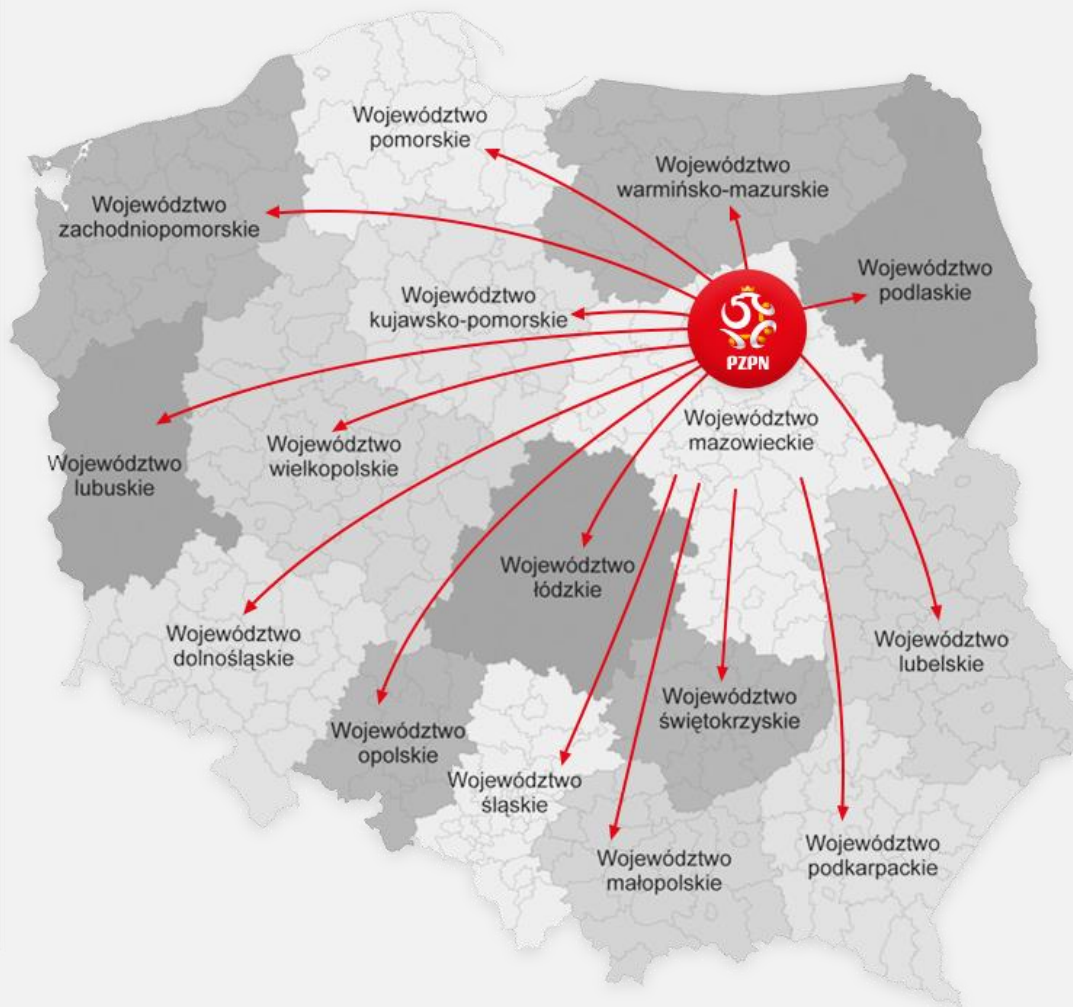 Województwo
pomorskie
Województwo
warmińsko-mazurskie
Województwo
zachodniopomorskie
Województwo
podlaskie
Województwo
kujawsko-pomorskie
PZPN
Województwo
mazowieckie
Województwo
wielkopolskie
Województwo
lubuskie
Województwo
łódzkie
Województwo
dolnośląskie
Województwo
lubelskie
Województwo
świętokrzyskie
Województwo
opolskie
Województwo
śląskie
Województwo
podkarpackie
Województwo
małopolskie